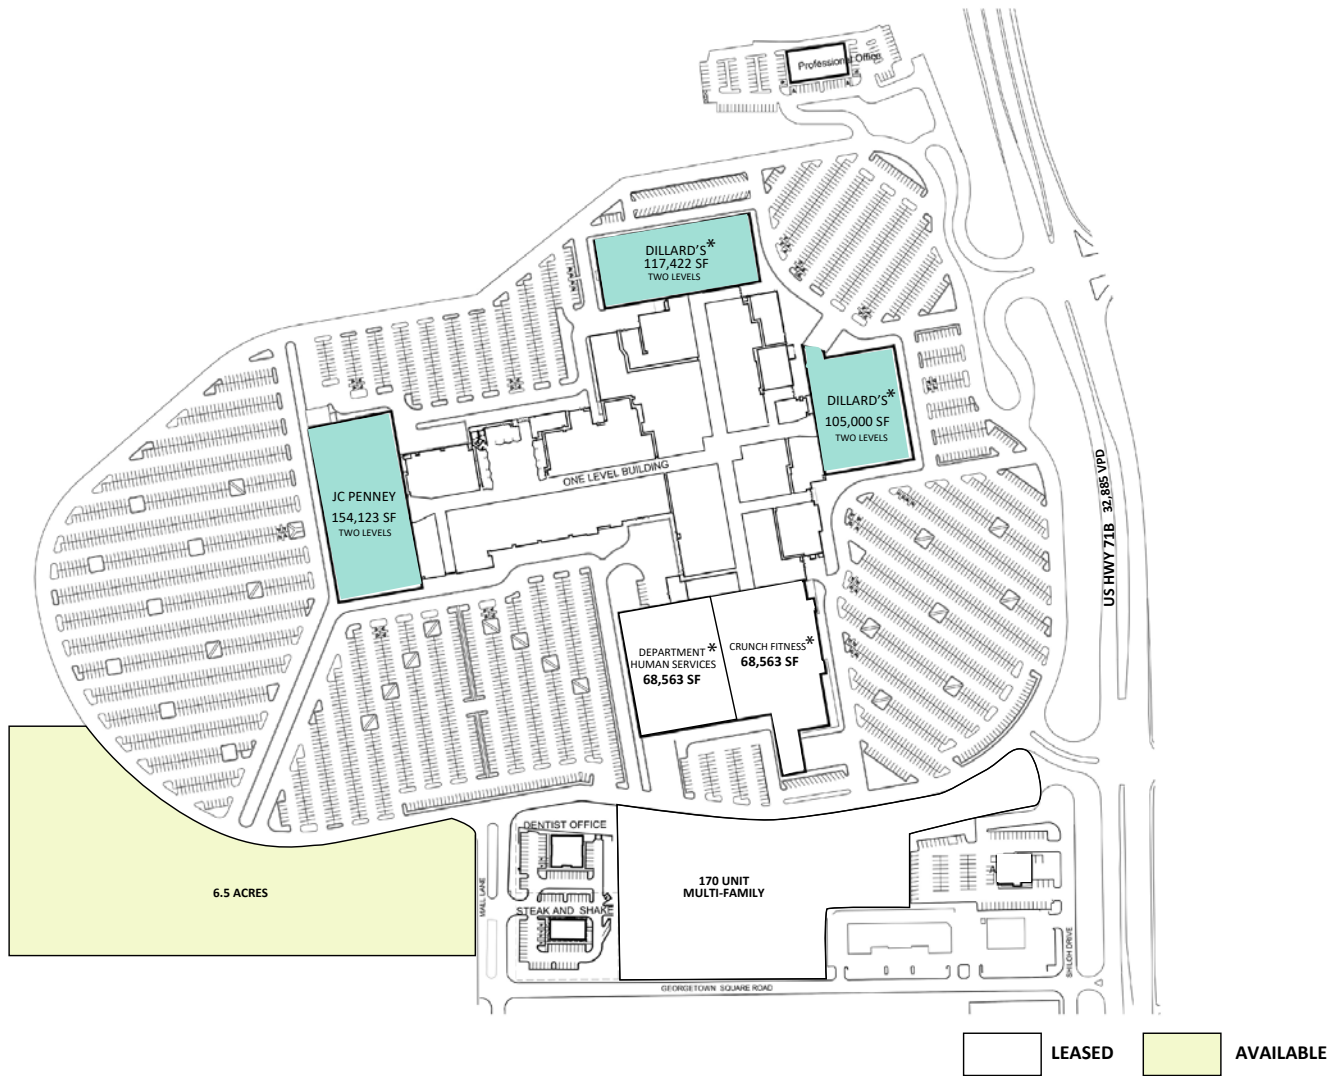 Professional Office
DILLARD'S*
117,422 SF
TWO LEVELS
DILLARD'S*
105,000 SF
TWO LEVELS
JC PENNEY
154,123 SF
TWO LEVELS
ONE LEVEL BUILDING
US HWY 71B 32,885 VPD
DEPARTMENT *
HUMAN SERVICES
68,563 SF
CRUNCH FITNESS*
68,563 SF
DENTIST OFFICE
STEAK AND SHAKE
170 UNIT
MULTI-FAMILY
6.5 ACRES
MALL LANE
SHILOH DRIVE
GEORGETOWN SQUARE ROAD
LEASED
AVAILABLE